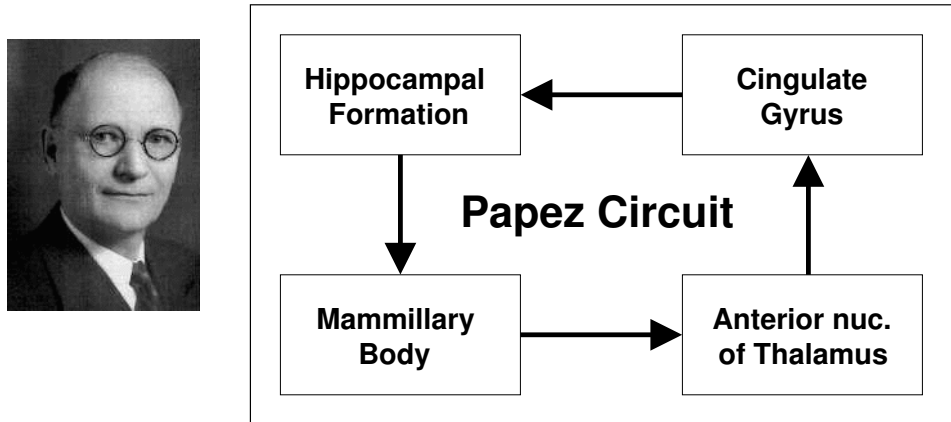 Hippocampal
Formation
Cingulate
Gyrus
Papez Circuit
Mammillary
Body
Anterior nuc.
of Thalamus